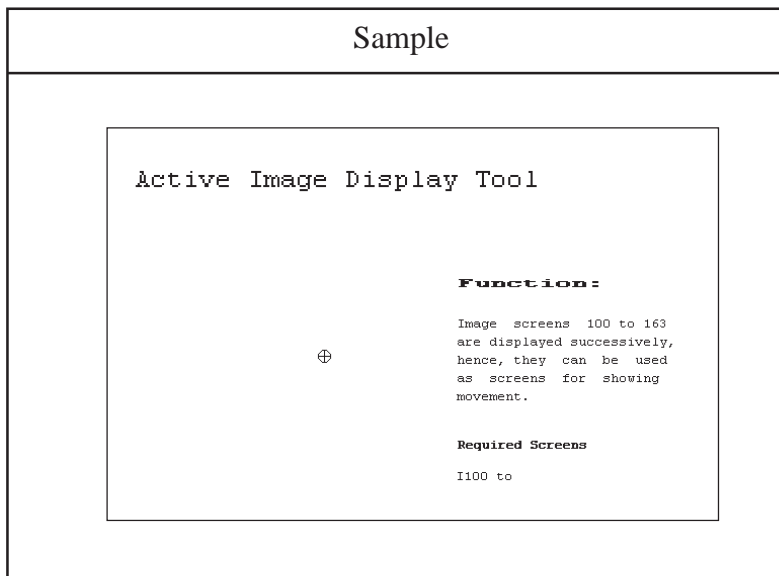 Sample
Active Image Display Tool
Function:
Image screens 100 to 163
are displayed successively,
hence, they can be used
as screens for showing
movement.
Required Screens
I100 to